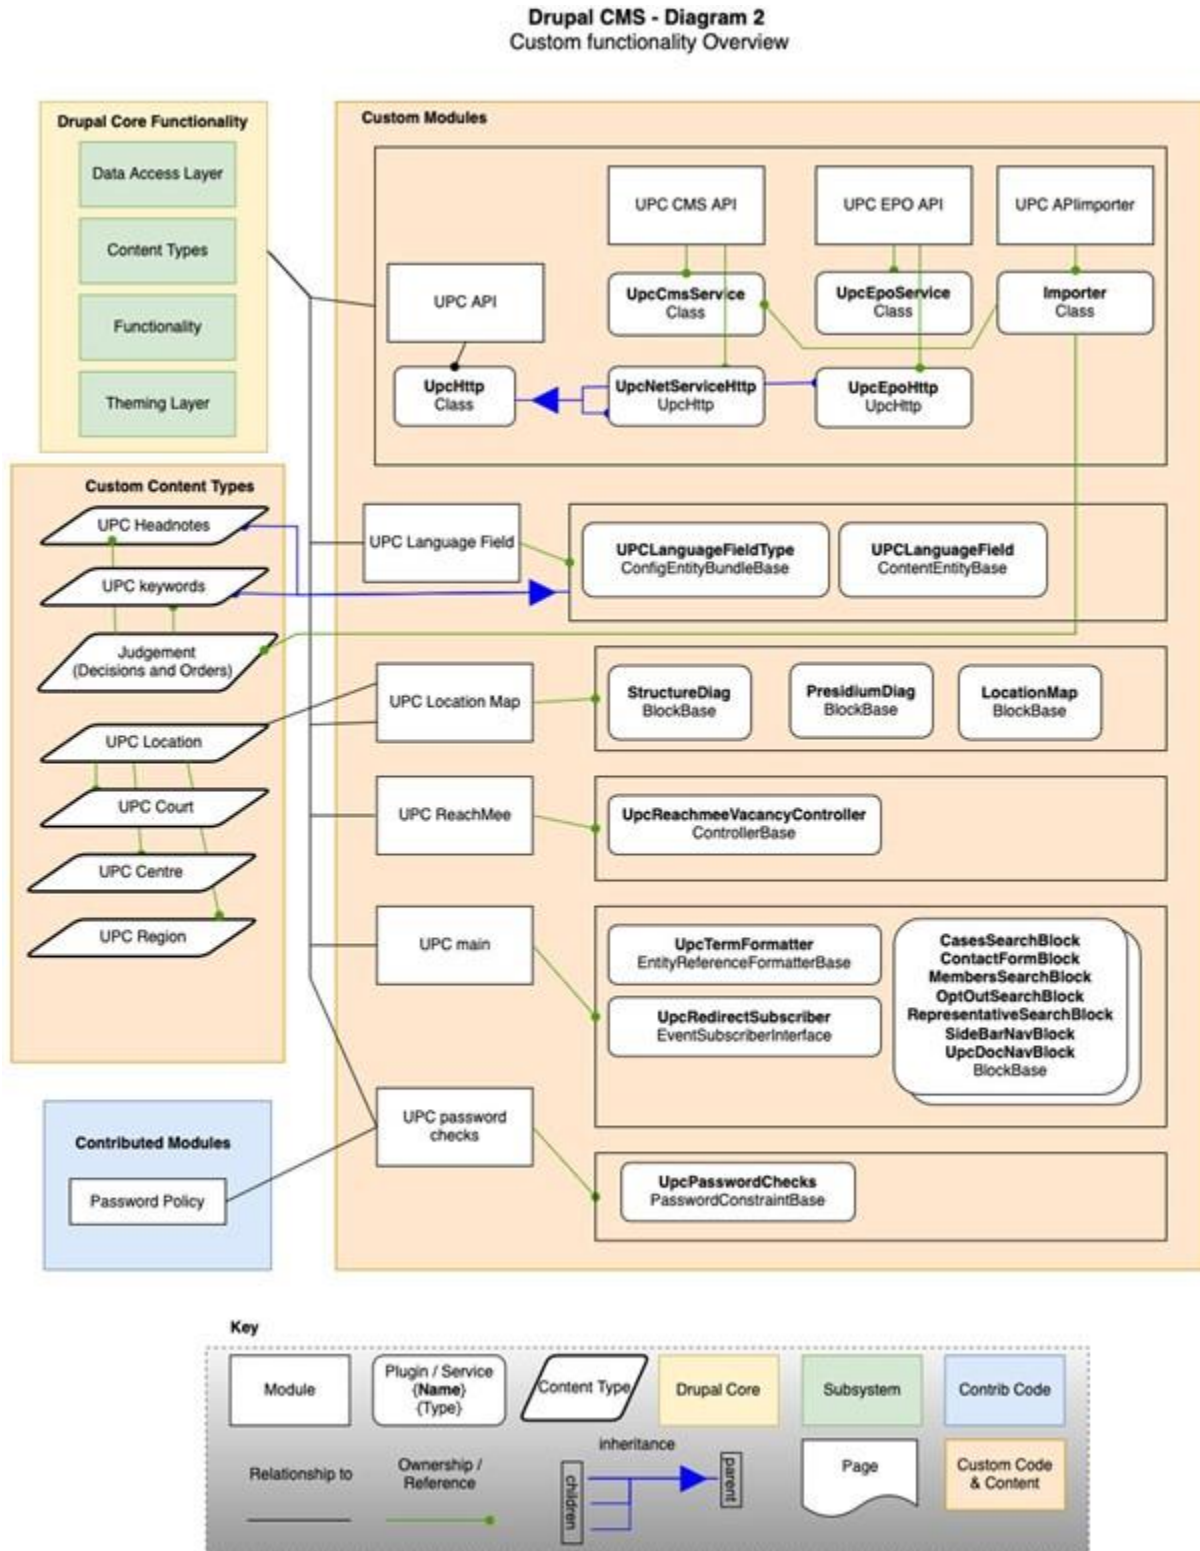 Drupal CMS - Diagram 2
Custom functionality Overview
Drupal Core Functionality
Data Access Layer
Content Types
Functionality
Theming Layer
Custom Content Types
UPC Headnotes
UPC keywords
Judgement
(Decisions and Orders)
UPC Location
UPC Court
UPC Centre
UPC Region
Contributed Modules
Password Policy
Custom Modules
UPC CMS API
UPC EPO API
UPC APIimporter
UPC API
UpcCmsService
Class
UpcEpoService
Class
Importer
Class
UpcHttp
Class
UpcNetServiceHttp
UpcHttp
UpcEpoHttp
UpcHttp
UPC Language Field
UPCLanguageFieldType
ConfigEntityBundleBase
UPCLanguageField
ContentEntityBase
UPC Location Map
StructureDiag
BlockBase
PresidiumDiag
BlockBase
LocationMap
BlockBase
UPC ReachMee
UpcReachmeeVacancyController
ControllerBase
UPC main
UpcTermFormatter
EntityReferenceFormatterBase
UpcRedirectSubscriber
EventSubscriberInterface
CasesSearchBlock
ContactFormBlock
MembersSearchBlock
OptOutSearchBlock
RepresentativeSearchBlock
SideBarNavBlock
UpcDocNavBlock
BlockBase
UPC password
checks
UpcPasswordChecks
PasswordConstraintBase
Key
Module
Plugin / Service
{Name}
{Type}
Content Type
Drupal Core
Subsystem
Contrib Code
Relationship to
Ownership /
Reference
inheritance
children
parent
Page
Custom Code
& Content